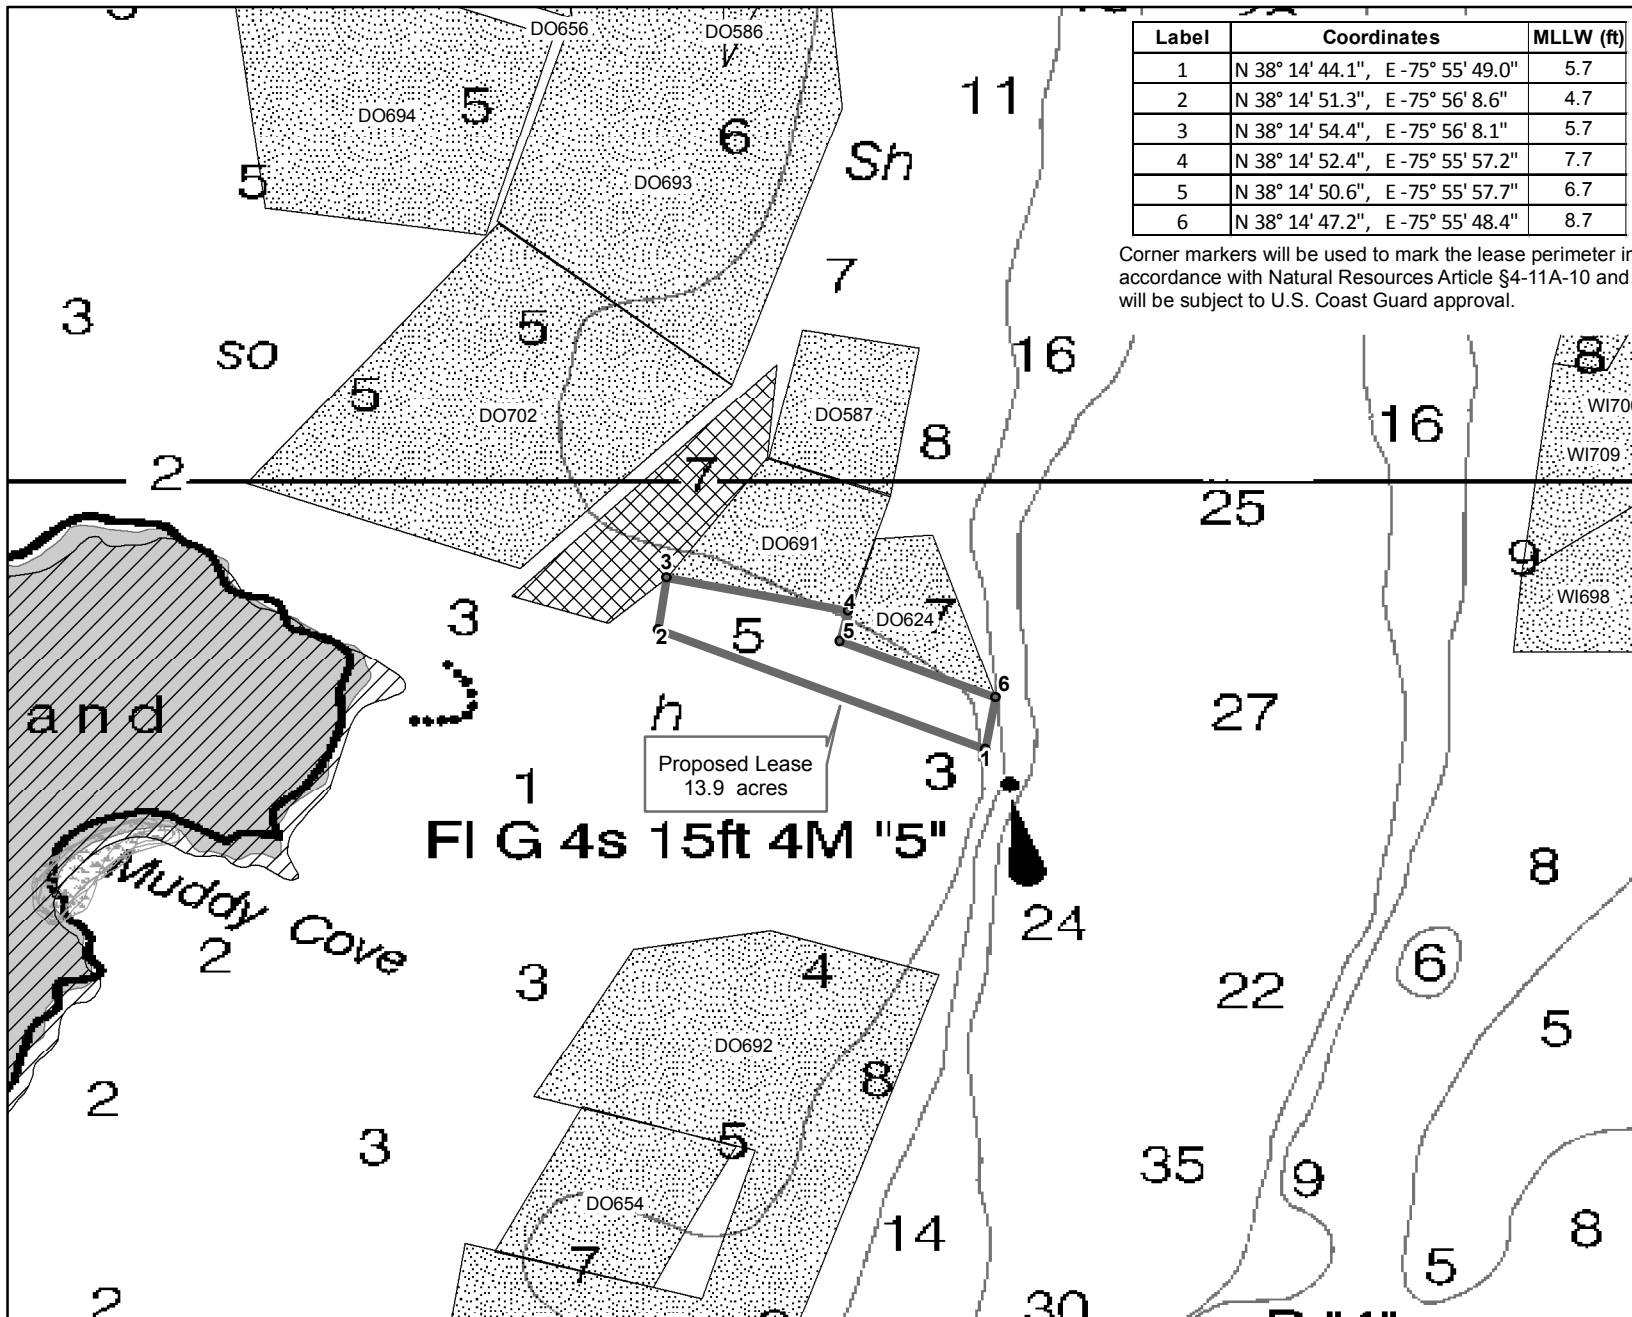 Label Coordinates MLLW (ft)
1 N 38° 14' 44.1", E -75° 55' 49.0" 5.7
2 N 38° 14' 51.3", E -75° 56' 8.6" 4.7
3 N 38° 14' 54.4", E -75° 56' 8.1" 5.7
4 N 38° 14' 52.4", E -75° 55' 57.2" 7.7
5 N 38° 14' 50.6", E -75° 55' 57.7" 6.7
6 N 38° 14' 47.2", E -75° 55' 48.4" 8.7
Corner markers will be used to mark the lease perimeter in
accordance with Natural Resources Article §4-11A-10 and
will be subject to U.S. Coast Guard approval.
DO656
DO586
DO694
5
6
11
5
DO693
Sh
7
3
so
5
16
8
5
DO702
DO587
8
16
WI70
2
7
WI709
25
DO691
9
3
3
4
DO624
7
WI698
2
5
5
6
and
h
27
1
Proposed Lease
13.9 acres
3
1
Fl G 4s 15ft 4M "5"
Muddy Cove
8
24
2
3
4
6
22
5
DO692
8
2
3
5
35
9
DO654
14
8
7
5
2
30